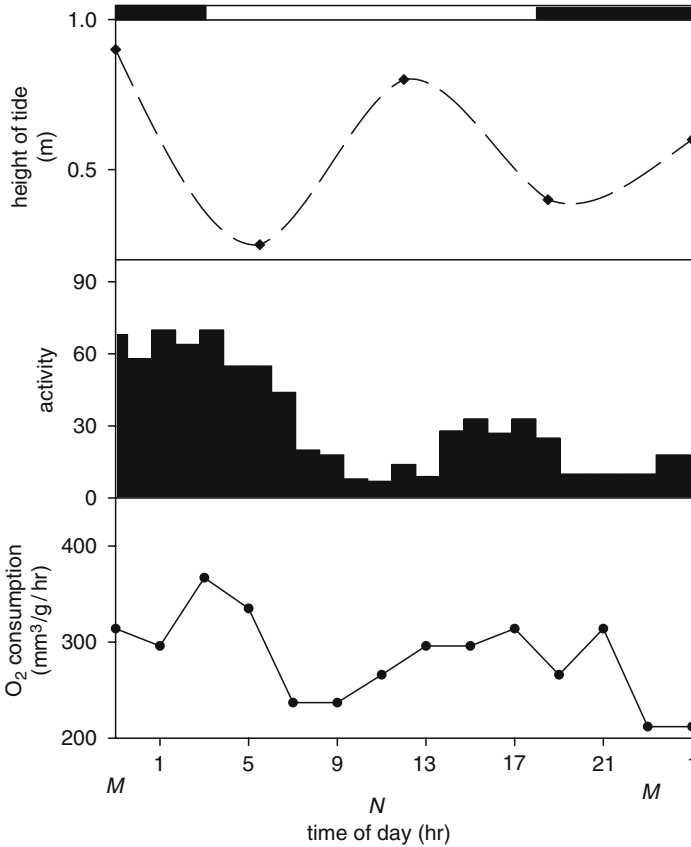 1.0
0.5
height of tide
(m)
90
60
30
0
activity
400
300
200
O₂ consumption
(mm³/g/hr)
1 5 9 13 17 21 1
M N M
time of day (hr)